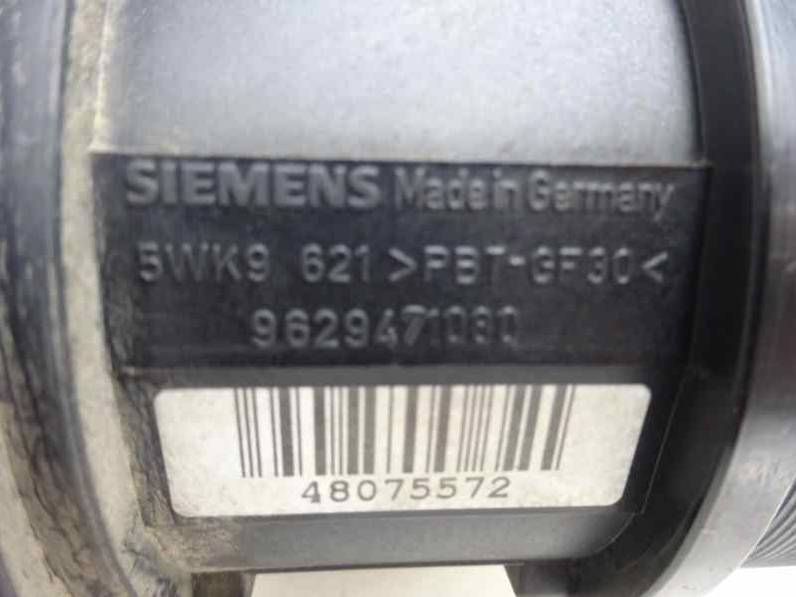 SIEMENS Made in Germany
5WK9 621 >PBT-GF30<
9629471080
48075572